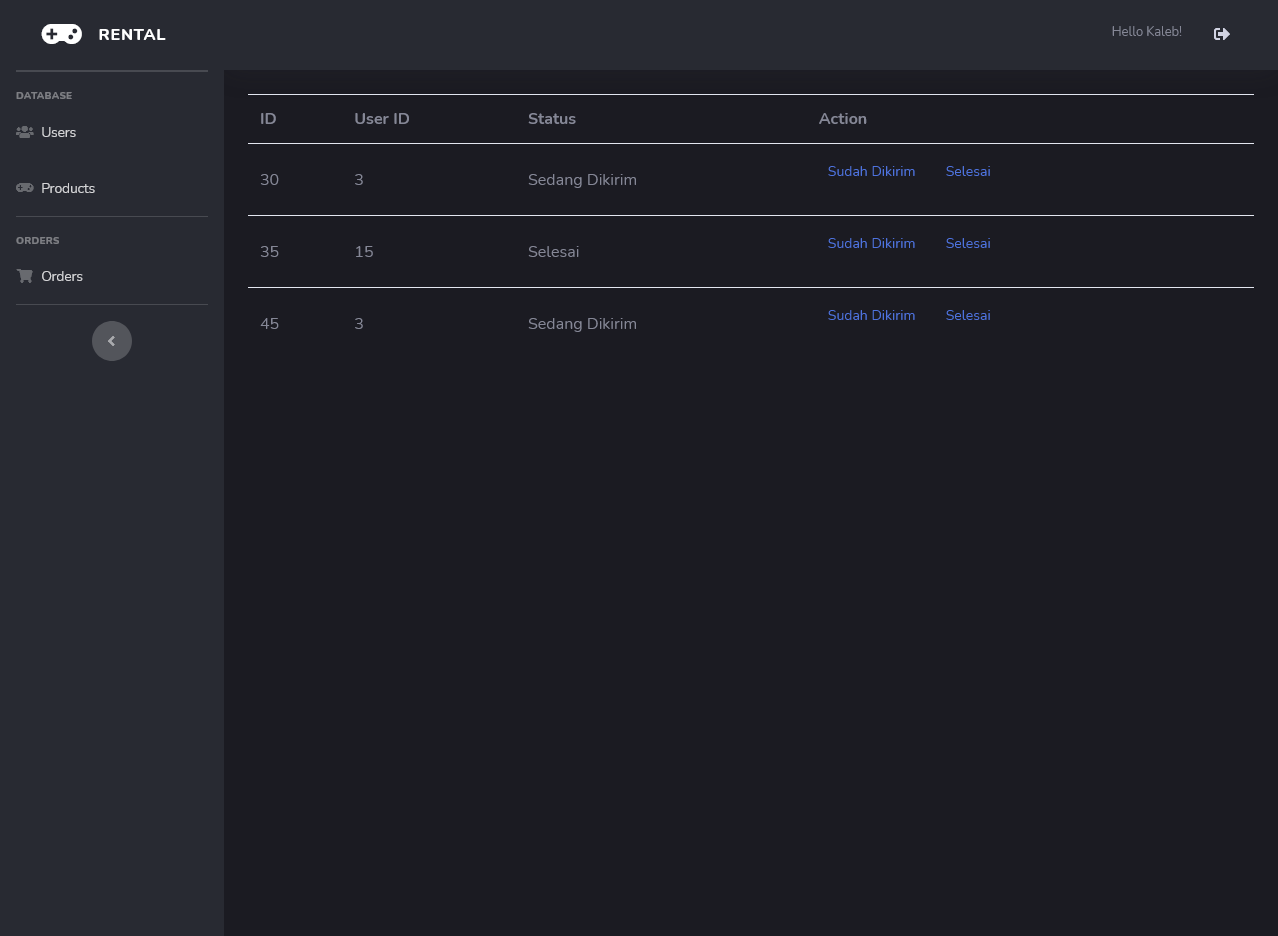 RENTAL
Hello Kaleb!
DATABASE
Users
Products
ORDERS
Orders
ID User ID Status Action
30 3 Sedang Dikirim Sudah Dikirim Selesai
35 15 Selesai Sudah Dikirim Selesai
45 3 Sedang Dikirim Sudah Dikirim Selesai